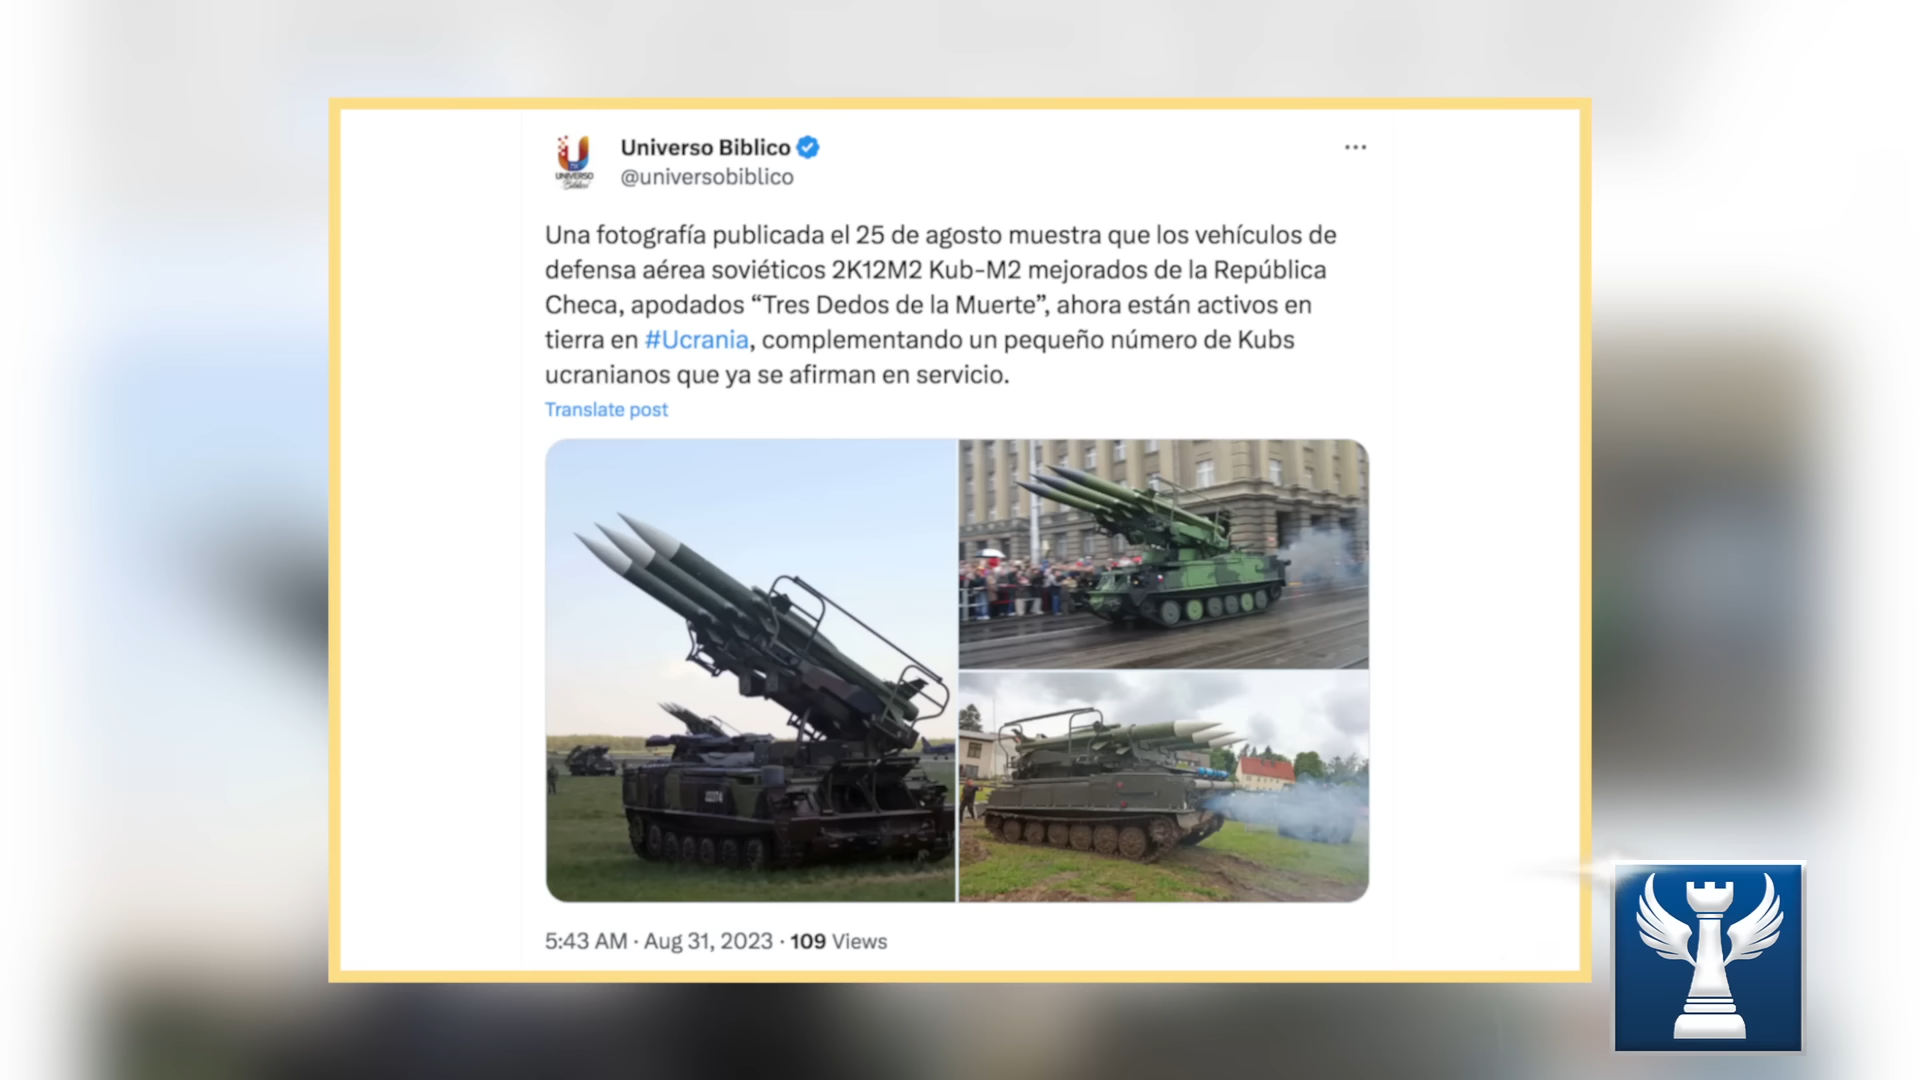 Universo Biblico
@universobiblico
UNIVERSO
Una fotografía publicada el 25 de agosto muestra que los vehículos de
defensa aérea soviéticos 2K12M2 Kub-M2 mejorados de la República
Checa, apodados “Tres Dedos de la Muerte”, ahora están activos en
tierra en #Ucrania, complementando un pequeño número de Kubs
ucranianos que ya se afirman en servicio.
Translate post
5:43 AM · Aug 31, 2023 · 109 Views